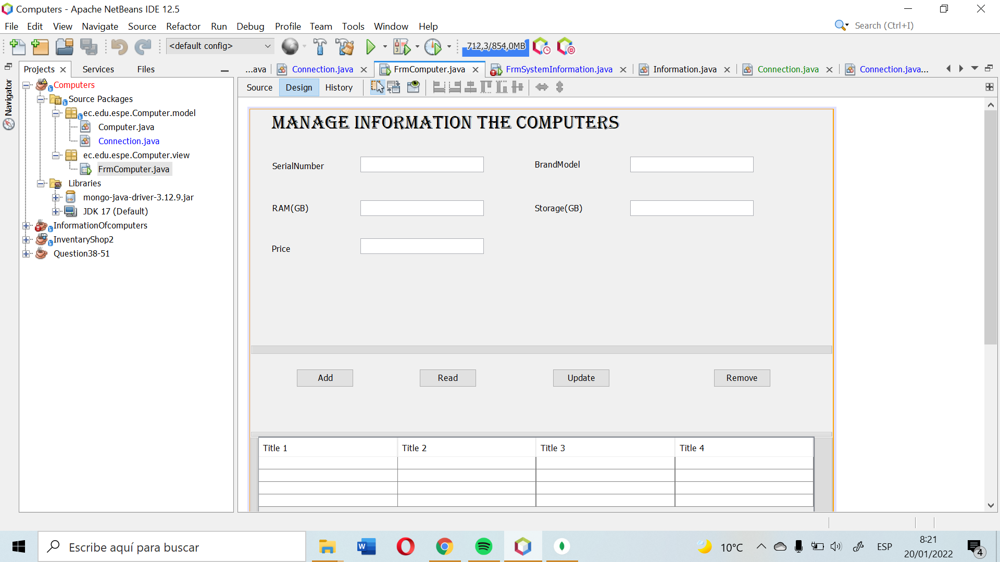 Computers - Apache NetBeans IDE 12.5
File Edit View Navigate Source Refactor Run Debug Profile Team Tools Window Help
Search (Ctrl+I)
<default config>
712,3/854,0MB
Projects Services Files
...ava Connection.java FrmComputer.java FrmSystemInformation.java Information.java Connection.java Connection.java...
Source Design History
Navigator
Computers
Source Packages
ec.edu.espe.Computer.model
Computer.java
Connection.java
ec.edu.espe.Computer.view
FrmComputer.java
Libraries
mongo-java-driver-3.12.9.jar
JDK 17 (Default)
InformationOfcomputers
InventaryShop2
Question38-51
MANAGE INFORMATION THE COMPUTERS
SerialNumber BrandModel
RAM(GB) Storage(GB)
Price
Add Read Update Remove
Title 1 Title 2 Title 3 Title 4
Escribe aquí para buscar
10°C
ESP
8:21
20/01/2022
4